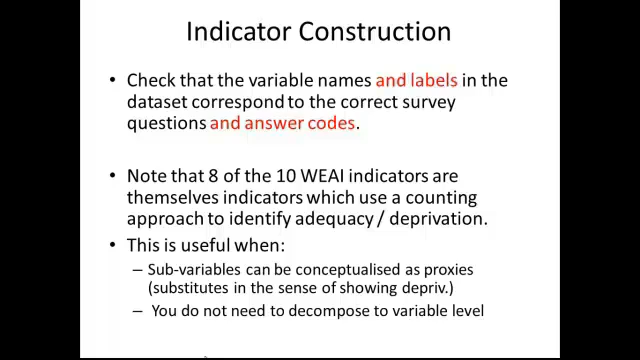 Indicator Construction
• Check that the variable names and labels in the
dataset correspond to the correct survey
questions and answer codes.
• Note that 8 of the 10 WEAI indicators are
themselves indicators which use a counting
approach to identify adequacy / deprivation.
• This is useful when:
– Sub-variables can be conceptualised as proxies
(substitutes in the sense of showing depriv.)
– You do not need to decompose to variable level